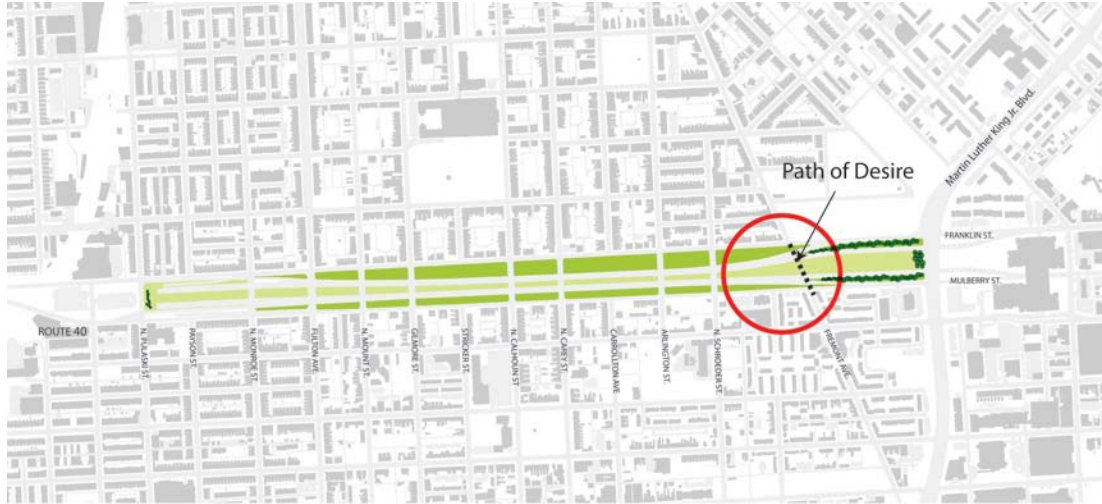 Martin Luther King Jr. Blvd.
Path of Desire
FRANKLIN ST.
MULBERRY ST.
ROUTE 40
N. PULASKI ST.
PAYSON ST.
N. MONROE ST.
FULTON AVE.
N. MOUNT ST.
GILMORE ST.
STRICKER ST.
N. CALHOUN ST
N. CAREY ST.
CARROLLTON AVE.
ARLINGTON ST.
N. SCHROEDER ST.
FREMONT AVE.